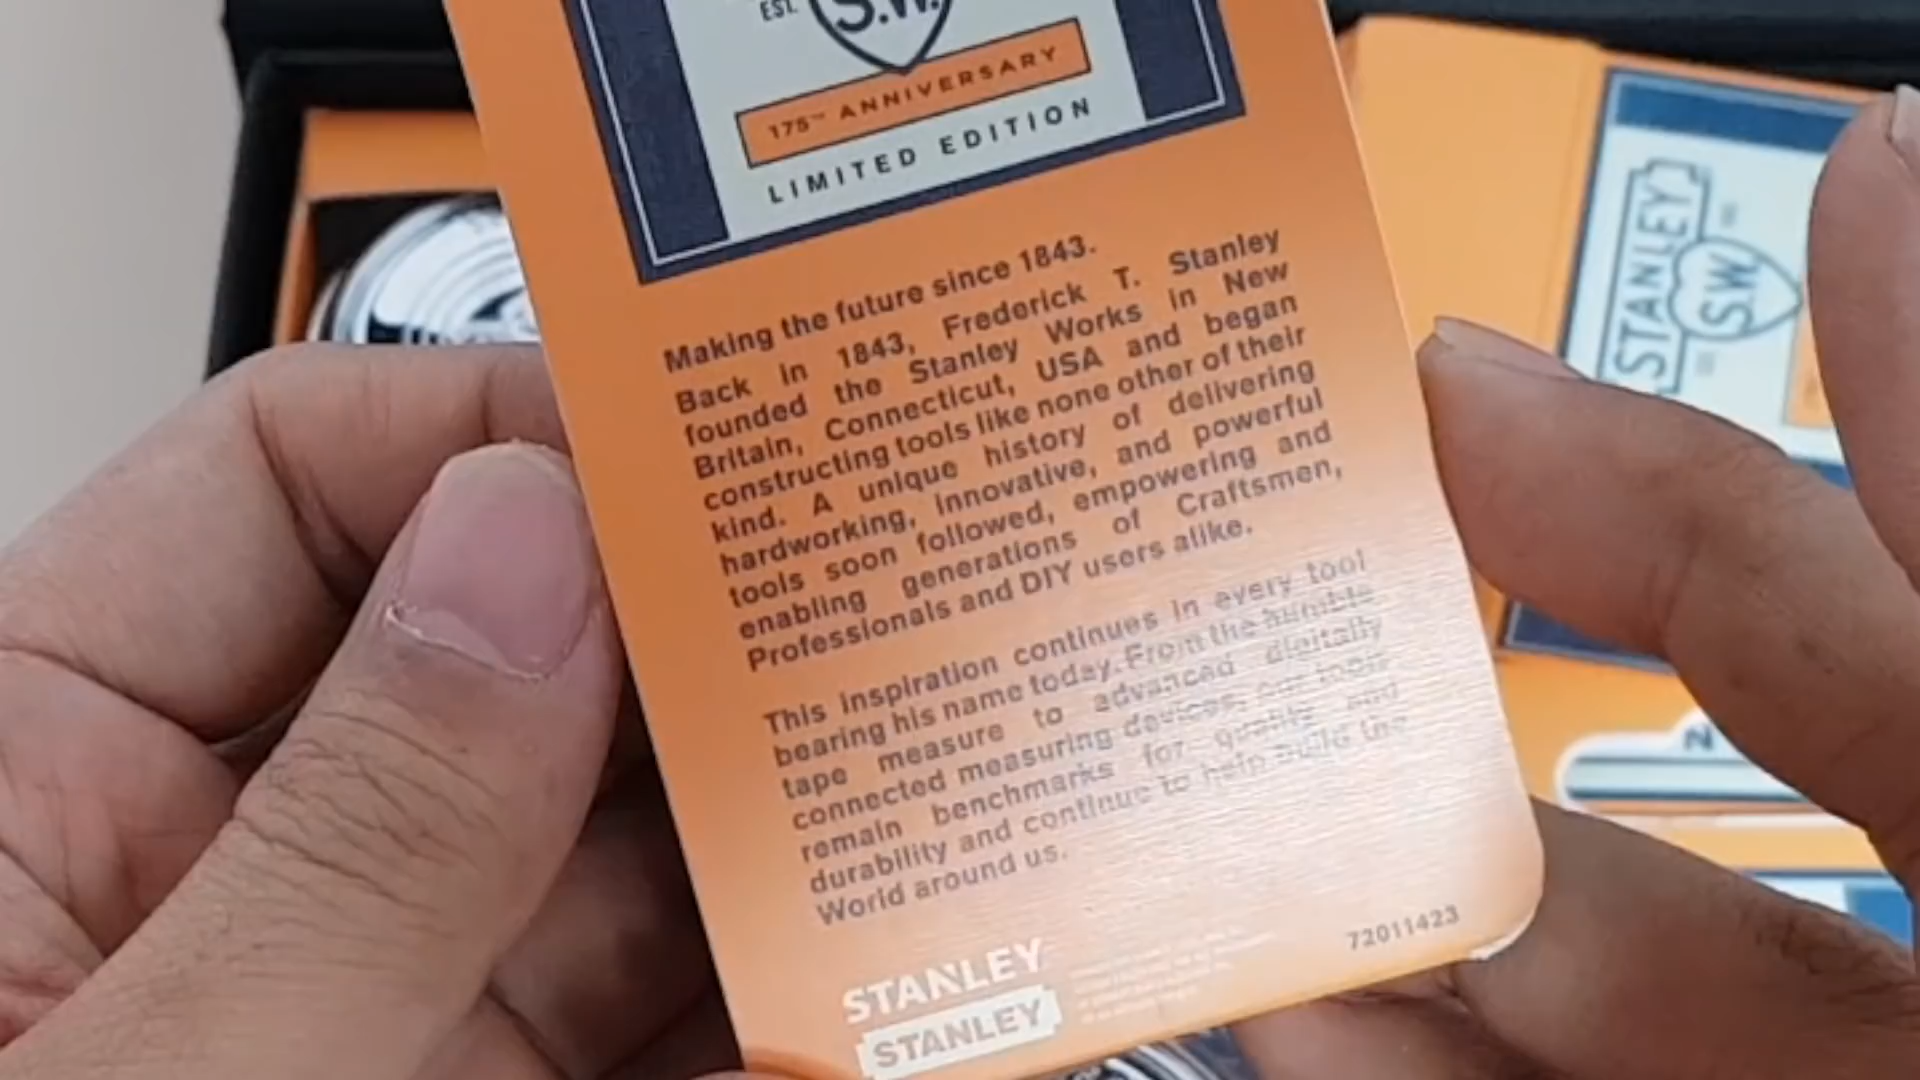 EST.
S.W.
175TH ANNIVERSARY
LIMITED EDITION
Making the future since 1843.
Back in 1843, Frederick T. Stanley
founded the Stanley Works in New
Britain, Connecticut, USA and began
constructing tools like none other of their
kind. A unique history of delivering
hardworking, innovative, and powerful
tools soon followed, empowering and
enabling generations of Craftsmen,
Professionals and DIY users alike.
This inspiration continues in every tool
bearing his name today. From the humble
tape measure to advanced digitally
connected measuring devices, our tools
remain benchmarks for quality and
durability and continue to help build the
World around us.
72011423
STANLEY
STANLEY
STANLEY
S.W.
N